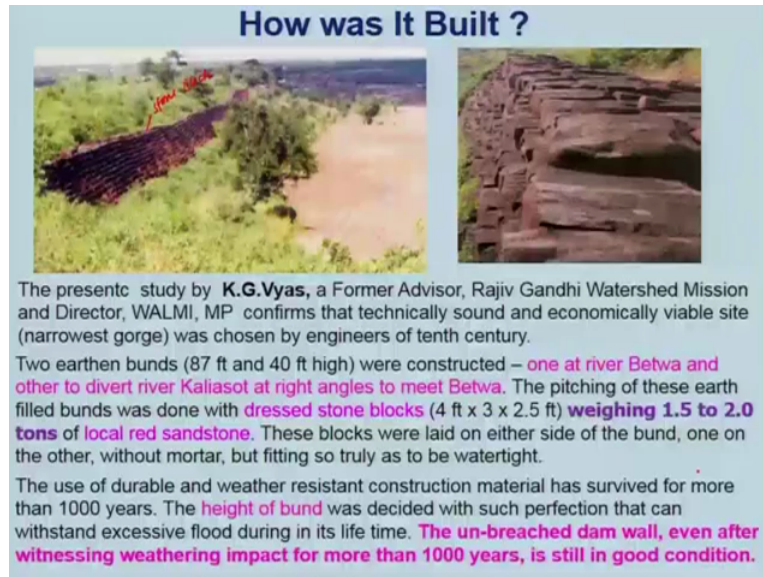 How was It Built ?
stone block
The presentc study by K.G.Vyas, a Former Advisor, Rajiv Gandhi Watershed Mission
and Director, WALMI, MP confirms that technically sound and economically viable site
(narrowest gorge) was chosen by engineers of tenth century.
Two earthen bunds (87 ft and 40 ft high) were constructed – one at river Betwa and
other to divert river Kaliasot at right angles to meet Betwa. The pitching of these earth
filled bunds was done with dressed stone blocks (4 ft x 3 x 2.5 ft) weighing 1.5 to 2.0
tons of local red sandstone. These blocks were laid on either side of the bund, one on
the other, without mortar, but fitting so truly as to be watertight.
The use of durable and weather resistant construction material has survived for more
than 1000 years. The height of bund was decided with such perfection that can
withstand excessive flood during in its life time. The un-breached dam wall, even after
witnessing weathering impact for more than 1000 years, is still in good condition.